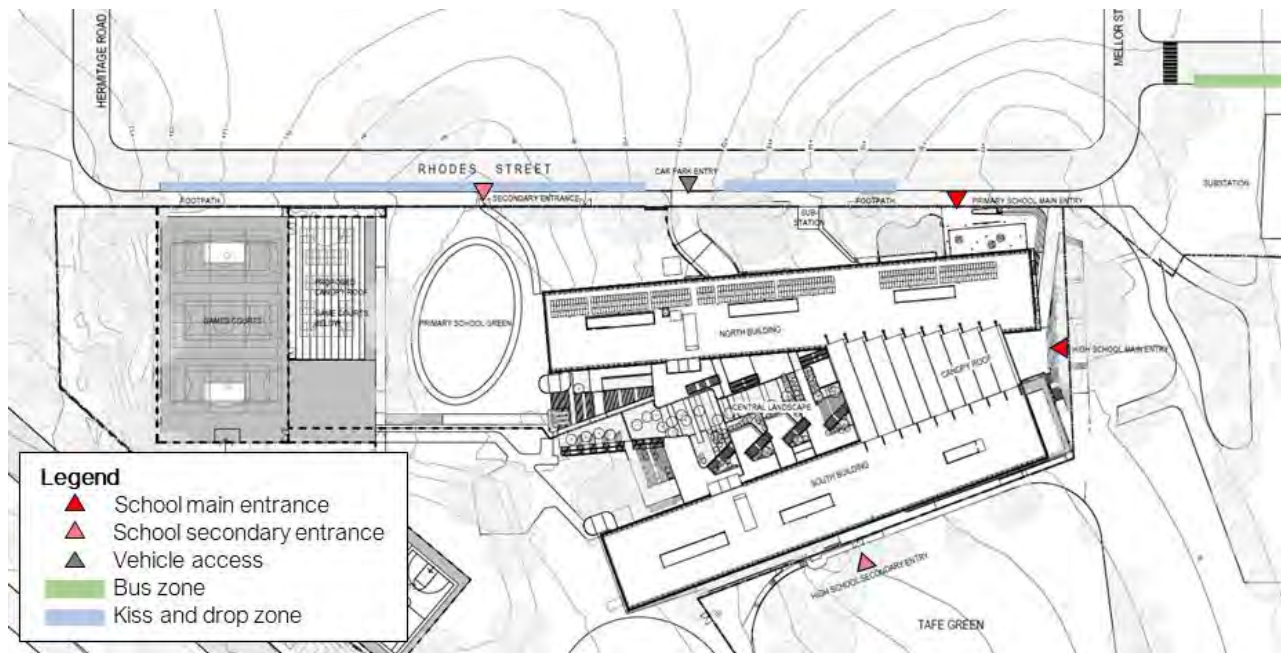 HERMITAGE ROAD
MELLOR ST
RHODES STREET
CAR PARK ENTRY
SUBSTATION
FOOTPATH
SECONDARY ENTRANCE
SUB-
STATION
FOOTPATH
PRIMARY SCHOOL MAIN ENTRY
PROPOSED
CANOPY ROOF
GAMES COURTS
GAME COURTS
BELOW
PRIMARY SCHOOL GREEN
NORTH BUILDING
HIGH SCHOOL MAIN ENTRY
CANOPY ROOF
CENTRAL LANDSCAPE
SOUTH BUILDING
HIGH SCHOOL SECONDARY ENTRY
TAFE GREEN
Legend
School main entrance
School secondary entrance
Vehicle access
Bus zone
Kiss and drop zone